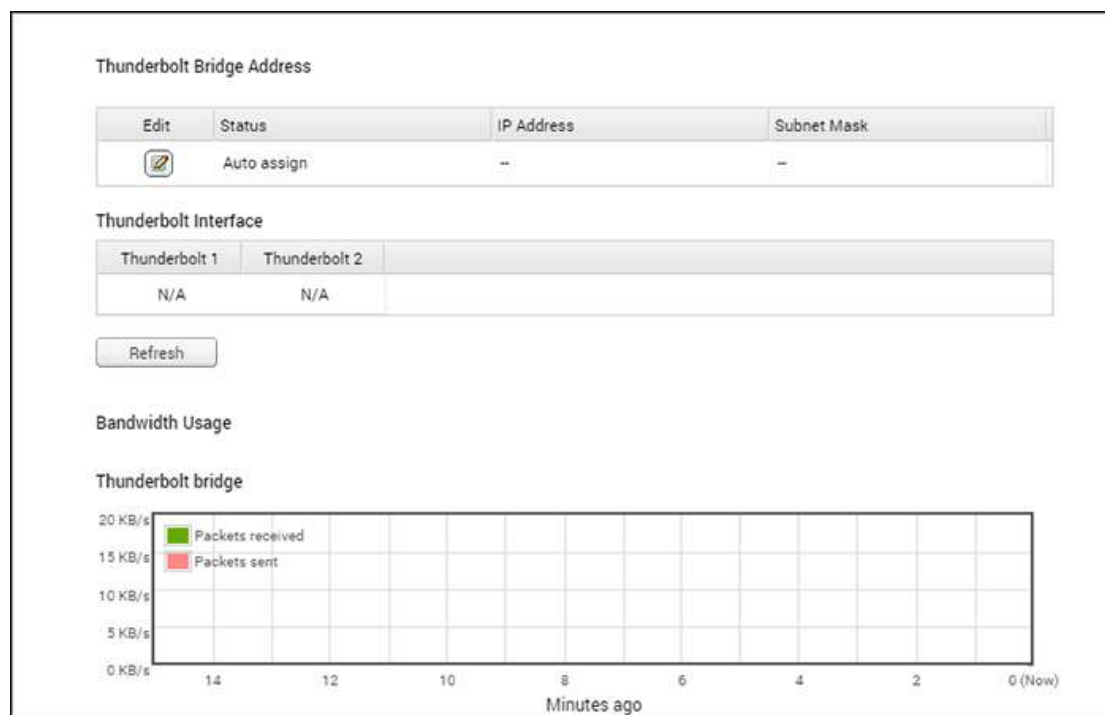 Thunderbolt Bridge Address
Edit Status IP Address Subnet Mask
Auto assign -- --
Thunderbolt Interface
Thunderbolt 1 Thunderbolt 2
N/A N/A
Refresh
Bandwidth Usage
Thunderbolt bridge
20 KB/s
Packets received
15 KB/s
Packets sent
10 KB/s
5 KB/s
0 KB/s
14 12 10 8 6 4 2 0 (Now)
Minutes ago